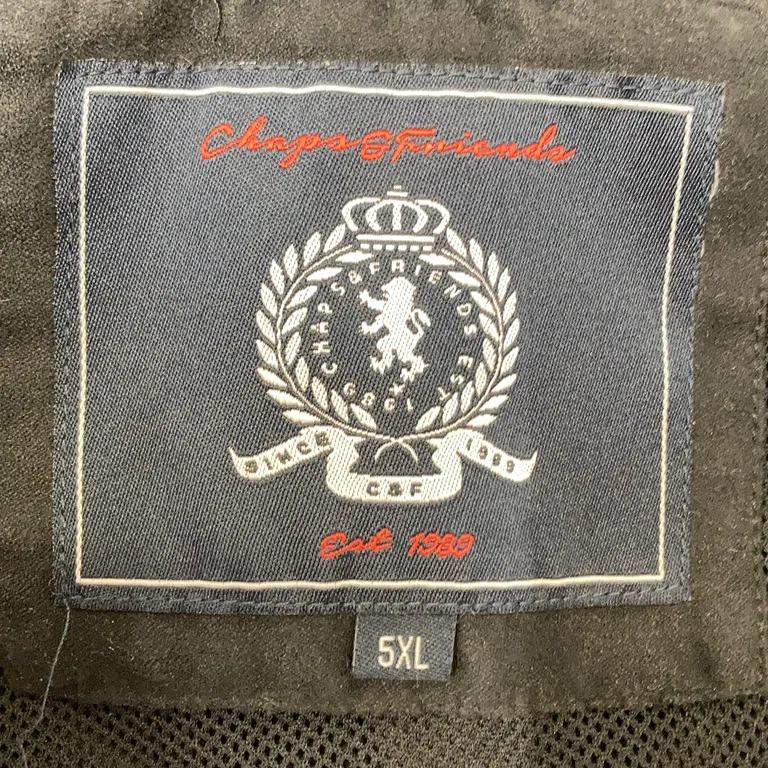 Chaps&Friends
CHAPS&FRIENDS EST 1989
SINCE 1989
C&F
Est 1989
5XL